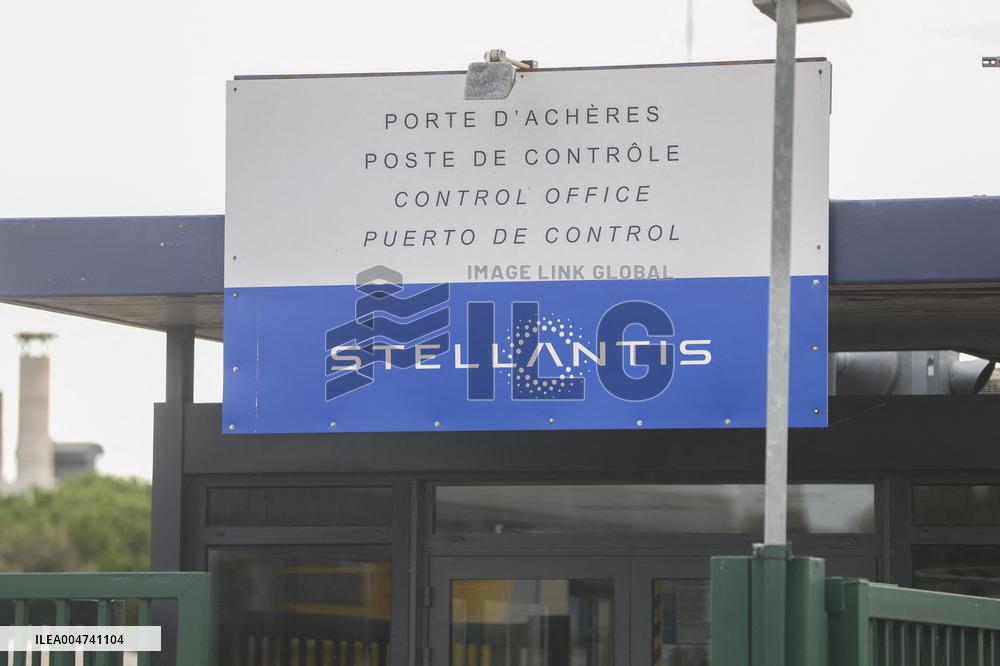 PORTE D'ACHÈRES
POSTE DE CONTRÔLE
CONTROL OFFICE
PUERTO DE CONTROL
IMAGE LINK GLOBAL
ILG
STELLANTIS
ILEA004741104